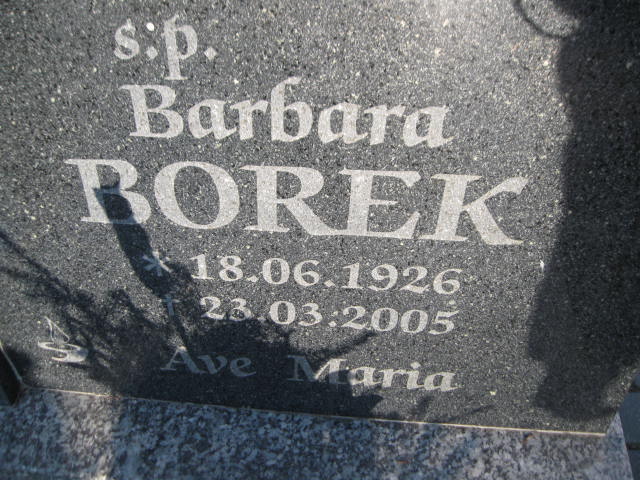 ś.p.
Barbara
BOREK
* 18.06.1926
† 23.03.2005
Ave Maria